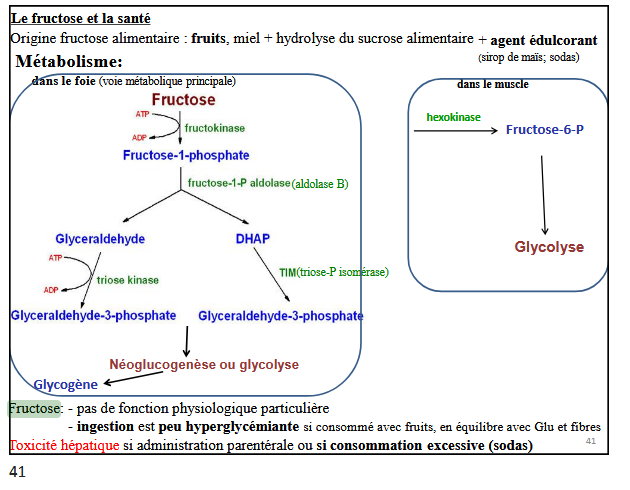 Le fructose et la santé
Origine fructose alimentaire : fruits, miel + hydrolyse du sucrose alimentaire + agent édulcorant
(sirop de maïs; sodas)
Métabolisme:
dans le foie (voie métabolique principale)
dans le muscle
Fructose
ATP
fructokinase
ADP
Fructose-1-phosphate
fructose-1-P aldolase (aldolase B)
Glyceraldehyde
DHAP
ATP
triose kinase
ADP
TIM(triose-P isomérase)
Glyceraldehyde-3-phosphate
Glyceraldehyde-3-phosphate
Néoglucogenèse ou glycolyse
Glycogène
hexokinase
Fructose-6-P
Glycolyse
Fructose: - pas de fonction physiologique particulière
- ingestion est peu hyperglycémiante si consommé avec fruits, en équilibre avec Glu et fibres
Toxicité hépatique si administration parentérale ou si consommation excessive (sodas)
41
41